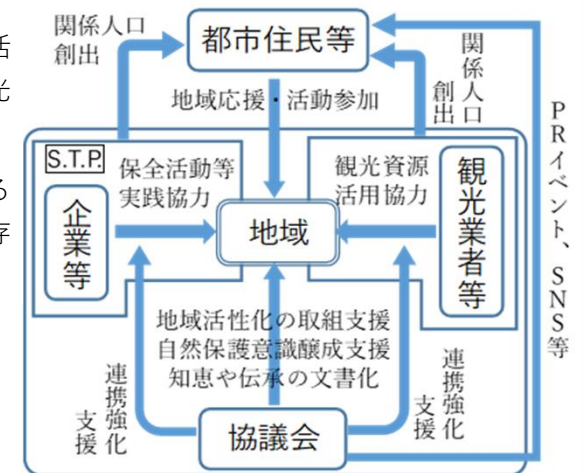 活
光
る
存
関係人口
創出
都市住民等
関係人口
創出
地域応援・活動参加
PRイベント、SNS等
S.T.P.
保全活動等
実践協力
企業等
地域
観光資源
活用協力
観光業者等
地域活性化の取組支援
自然保護意識醸成支援
知恵や伝承の文書化
連携強化
支援
連携強化
支援
協議会